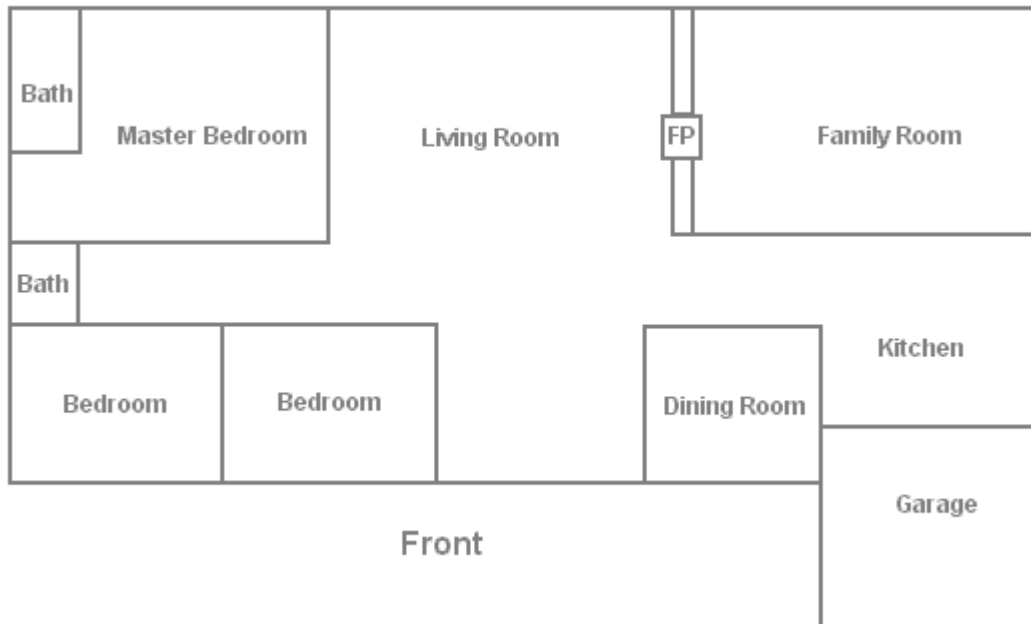 Bath
Master Bedroom
Living Room
FP
Family Room
Bath
Kitchen
Bedroom
Bedroom
Dining Room
Garage
Front